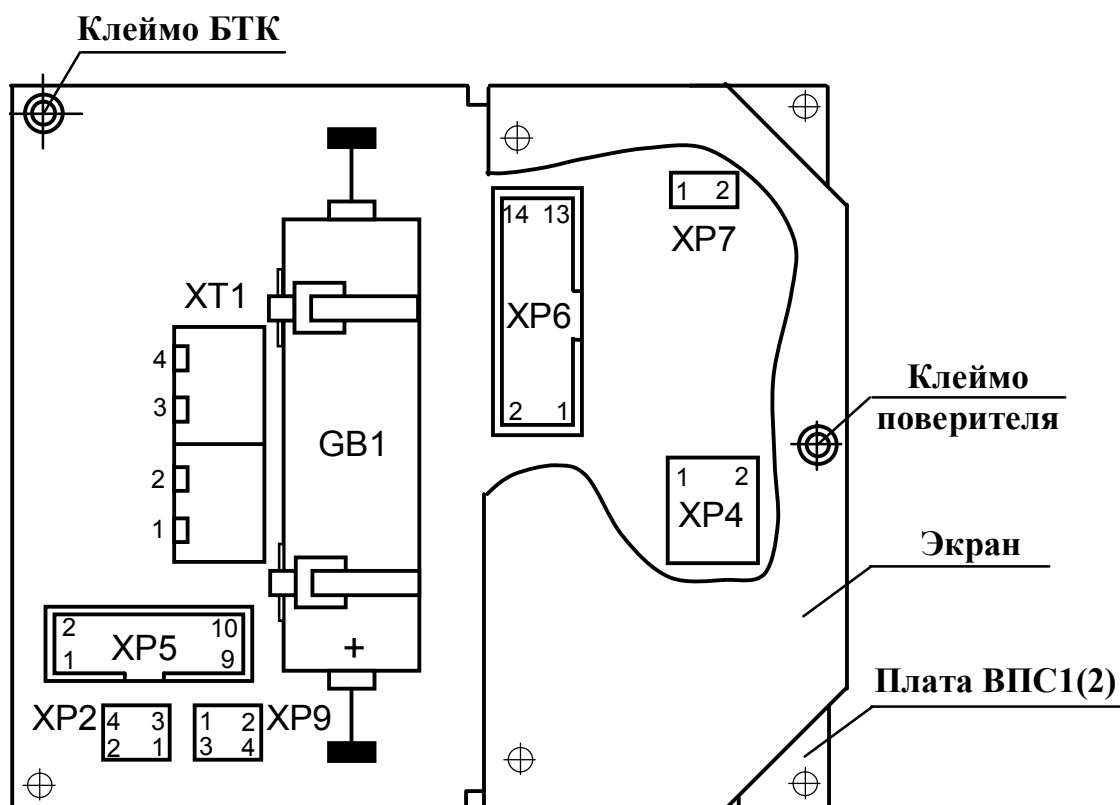 Клеймо БТК
1 2
XP7
14 13
XP6
2 1
XT1
4
3
2
1
GB1
+
Клеймо
поверителя
1 2
XP4
Экран
2 10
XP5
1 9
Плата ВПС1(2)
XP2
4 3
2 1
1 2
3 4
XP9